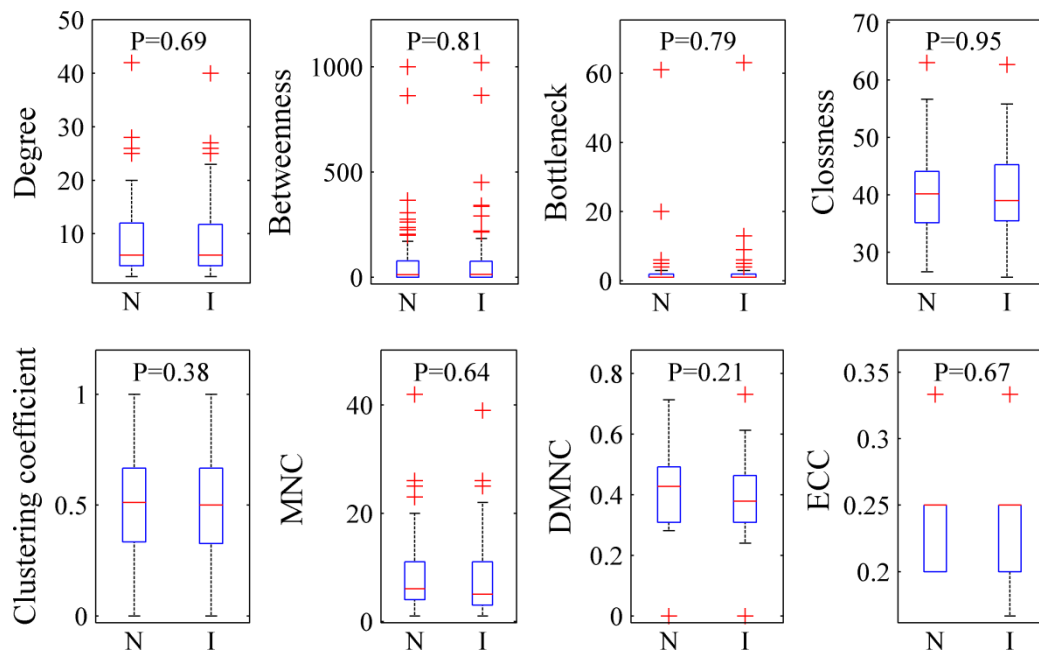 Degree
50
40
30
20
10
P=0.69
N I
Betweenness
1000
500
0
P=0.81
N I
Bottleneck
60
40
20
0
P=0.79
N I
Clossness
70
60
50
40
30
P=0.95
N I
Clustering coefficient
1
0.5
0
P=0.38
N I
MNC
40
20
0
P=0.64
N I
DMNC
0.8
0.6
0.4
0.2
0
P=0.21
N I
ECC
0.35
0.3
0.25
0.2
P=0.67
N I